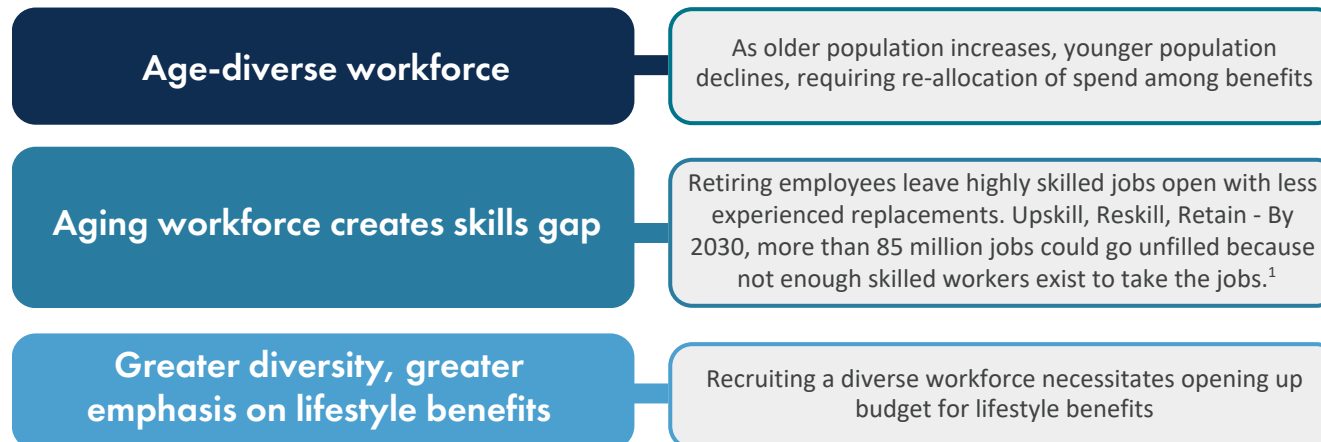 Age-diverse workforce
As older population increases, younger population
declines, requiring re-allocation of spend among benefits
Aging workforce creates skills gap
Retiring employees leave highly skilled jobs open with less
experienced replacements. Upskill, Reskill, Retain - By
2030, more than 85 million jobs could go unfilled because
not enough skilled workers exist to take the jobs.¹
Greater diversity, greater
emphasis on lifestyle benefits
Recruiting a diverse workforce necessitates opening up
budget for lifestyle benefits